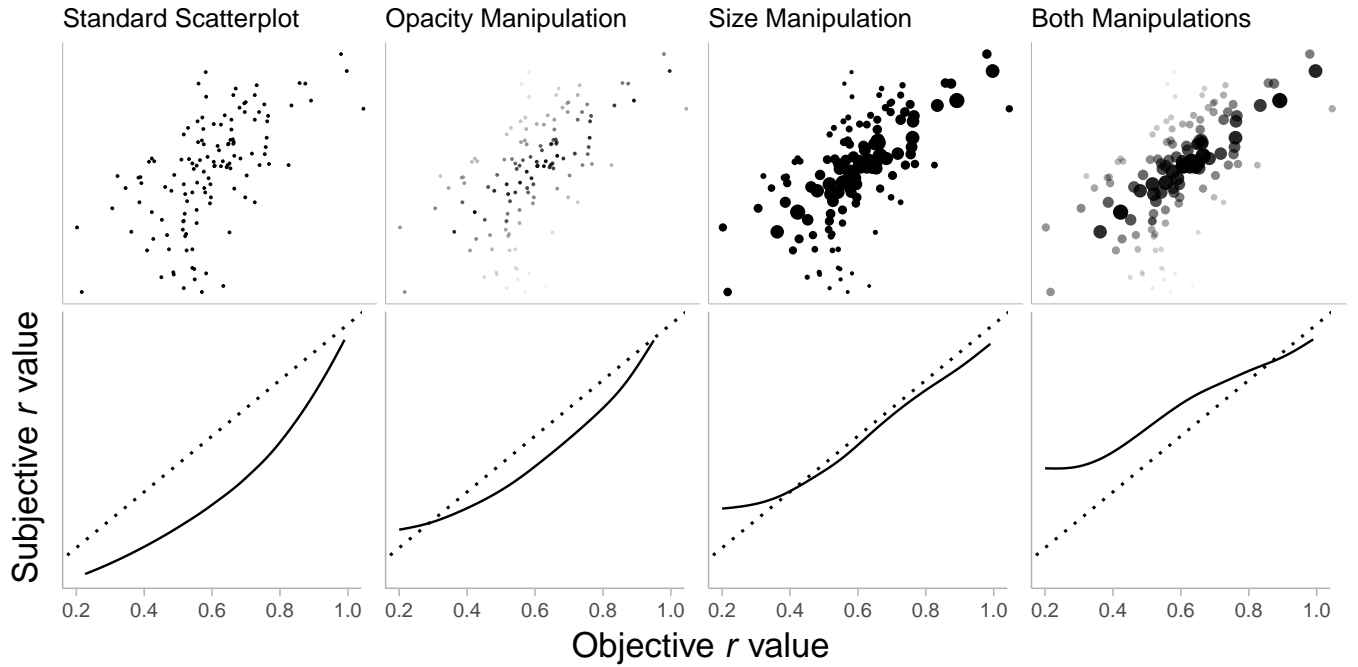 Standard Scatterplot
Opacity Manipulation
Size Manipulation
Both Manipulations
Subjective r value
0.2 0.4 0.6 0.8 1.0
0.2 0.4 0.6 0.8 1.0
0.2 0.4 0.6 0.8 1.0
0.2 0.4 0.6 0.8 1.0
Objective r value